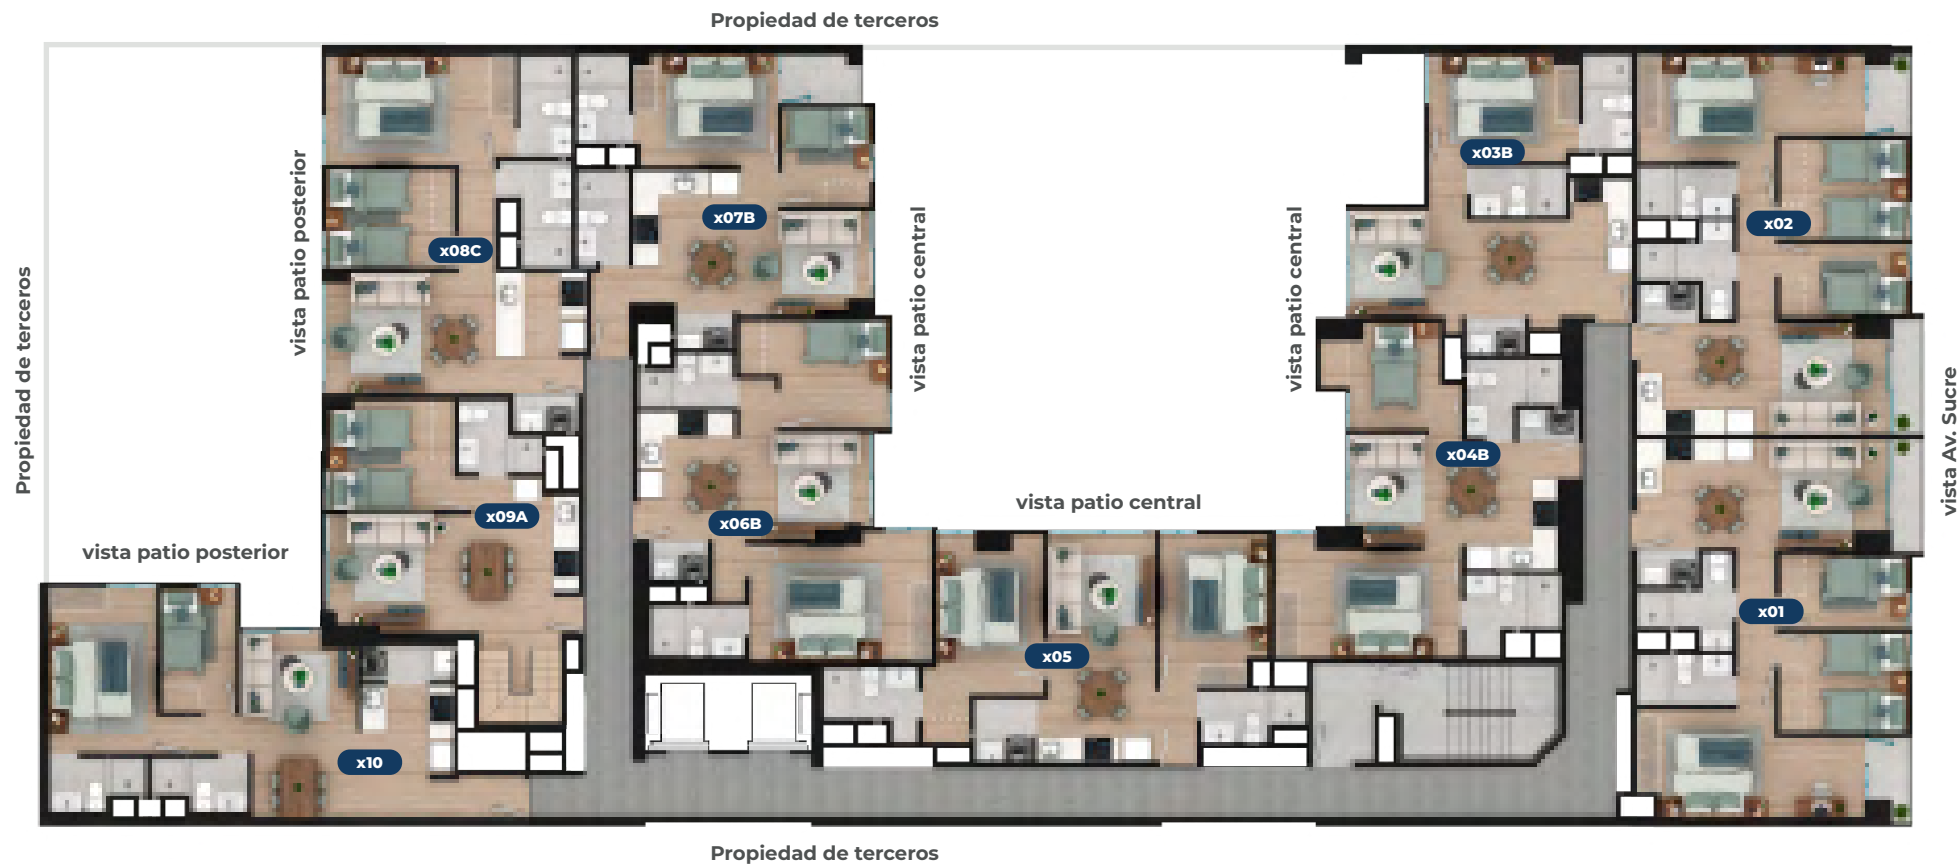 Propiedad de terceros
x03B
x07B
x02
x08C
vista patio posterior
vista patio central
vista patio central
Propiedad de terceros
vista Av. Sucre
x04B
vista patio central
x09A
x06B
vista patio posterior
x01
x05
x10
Propiedad de terceros